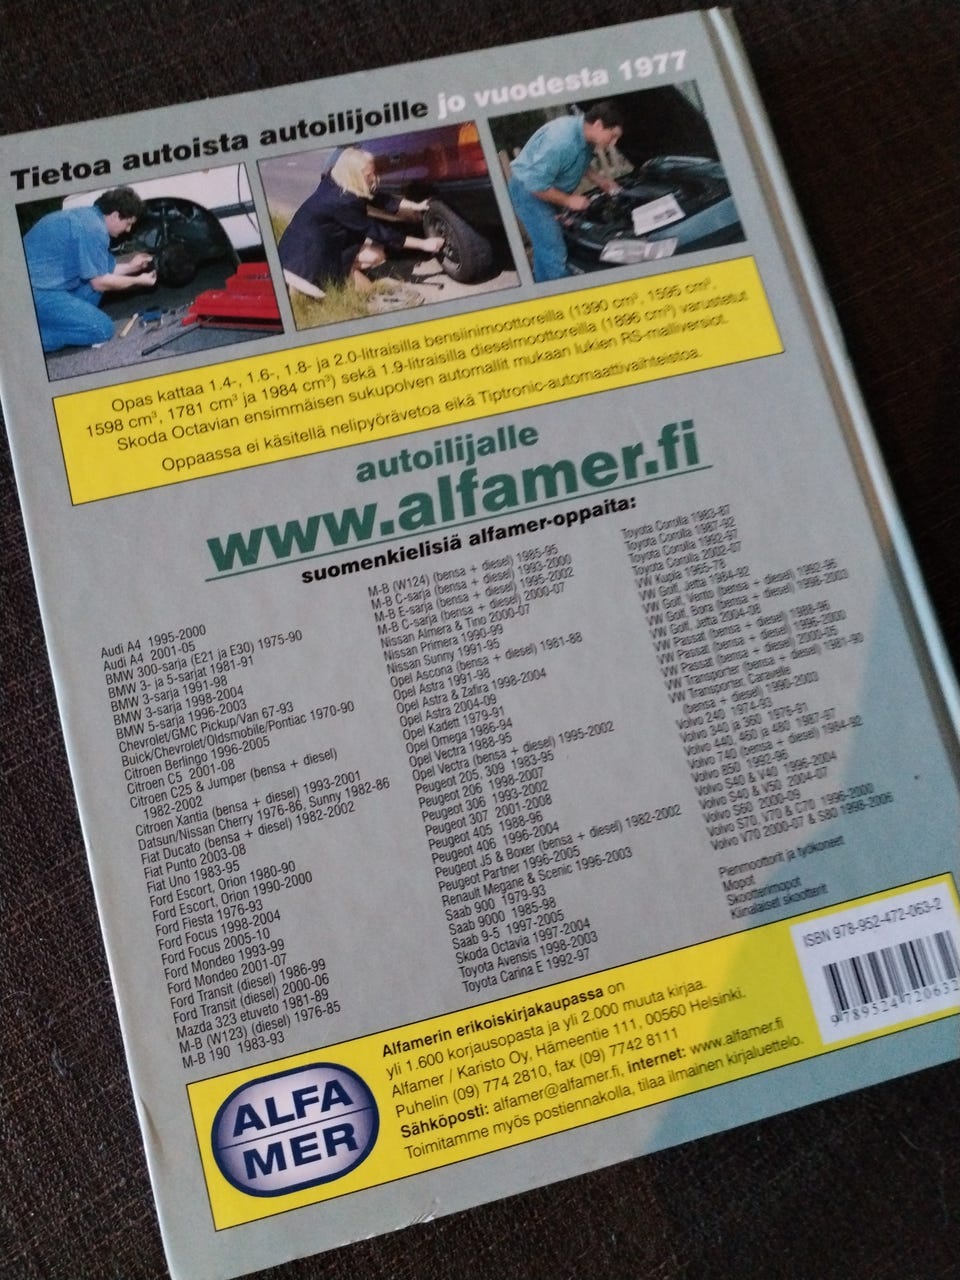 Tietoa autoista autoilijoille jo vuodesta 1977
Opas kattaa 1.4-, 1.6-, 1.8- ja 2.0-litraisilla bensiinimoottoreilla (1390 cm³, 1595 cm³,
1598 cm³, 1781 cm³ ja 1984 cm³) sekä 1.9-litraisilla dieselmoottoreilla (1896 cm³) varustetut
Skoda Octavian ensimmäisen sukupolven automallit mukaan lukien RS-malliversiot.
Oppaassa ei käsitellä nelipyörävetoa eikä Tiptronic-automaattivaihteistoa.
autoilijalle
www.alfamer.fi
suomenkielisiä alfamer-oppaita:
Audi A4 1995-2000
Audi A4 2001-05
BMW 300-sarja (E21 ja E30) 1975-90
BMW 3- ja 5-sarjat 1981-91
BMW 3-sarja 1991-98
BMW 3-sarja 1998-2004
BMW 5-sarja 1996-2003
Chevrolet/GMC Pickup/Van 67-93
Buick/Chevrolet/Oldsmobile/Pontiac 1970-90
Citroen Berlingo 1996-2005
Citroen C5 2001-08
Citroen C25 & Jumper (bensa + diesel)
1982-2002
Citroen Xantia (bensa + diesel) 1993-2001
Datsun/Nissan Cherry 1976-86, Sunny 1982-86
Fiat Ducato (bensa + diesel) 1982-2002
Fiat Punto 2003-08
Fiat Uno 1983-95
Ford Escort, Orion 1980-90
Ford Escort, Orion 1990-2000
Ford Fiesta 1976-93
Ford Focus 1998-2004
Ford Focus 2005-10
Ford Mondeo 1993-99
Ford Mondeo 2001-07
Ford Transit (diesel) 1986-99
Ford Transit (diesel) 2000-06
Mazda 323 etuveto 1981-89
M-B (W123) (diesel) 1976-85
M-B 190 1983-93
M-B (W124) (bensa + diesel) 1985-95
M-B C-sarja (bensa + diesel) 1993-2000
M-B E-sarja (bensa + diesel) 1995-2002
M-B C-sarja (bensa + diesel) 2000-07
Nissan Almera & Tino 2000-07
Nissan Primera 1990-99
Nissan Sunny 1991-95
Opel Ascona (bensa + diesel) 1981-88
Opel Astra 1991-98
Opel Astra & Zafira 1998-2004
Opel Astra 2004-09
Opel Kadett 1979-91
Opel Omega 1986-94
Opel Vectra 1988-95
Opel Vectra (bensa + diesel) 1995-2002
Peugeot 205, 309 1983-95
Peugeot 206 1998-2007
Peugeot 306 1993-2002
Peugeot 307 2001-2008
Peugeot 405 1988-96
Peugeot 406 1996-2004
Peugeot J5 & Boxer (bensa + diesel) 1982-2002
Peugeot Partner 1996-2005
Renault Megane & Scenic 1996-2003
Saab 900 1979-93
Saab 9000 1985-98
Saab 9-5 1997-2005
Skoda Octavia 1997-2004
Toyota Avensis 1998-2003
Toyota Carina E 1992-97
Toyota Corolla 1983-87
Toyota Corolla 1987-92
Toyota Corolla 1992-97
Toyota Corolla 2002-07
VW Kupla 1965-78
VW Golf, Jetta 1984-92
VW Golf, Vento (bensa + diesel) 1992-96
VW Golf, Bora (bensa + diesel) 1998-2003
VW Golf, Jetta 2004-08
VW Passat (bensa + diesel) 1988-96
VW Passat (bensa + diesel) 1996-2000
VW Passat (bensa + diesel) 2000-05
VW Transporter (bensa + diesel) 1981-90
VW Transporter, Caravelle
(bensa + diesel) 1990-2003
Volvo 240 1974-93
Volvo 340 ja 360 1976-91
Volvo 440, 460 ja 480 1987-97
Volvo 740 (bensa + diesel) 1984-92
Volvo 850 1992-96
Volvo S40 & V40 1996-2004
Volvo S40 & V50 2004-07
Volvo S60 2000-09
Volvo S70, V70 & C70 1996-2000
Volvo V70 2000-07 & S80 1998-2006
Pienmoottorit ja työkoneet
Mopot
Skootterimopot
Kiinalaiset skootterit
ISBN 978-952-472-063-2
9 789524 720632
ALFA
MER
Alfamerin erikoiskirjakaupassa on
yli 1.600 korjausopasta ja yli 2.000 muuta kirjaa.
Alfamer / Karisto Oy, Hämeentie 111, 00560 Helsinki.
Puhelin (09) 774 2810, fax (09) 7742 8111
Sähköposti: alfamer@alfamer.fi, internet: www.alfamer.fi
Toimitamme myös postiennakolla, tilaa ilmainen kirjaluettelo.